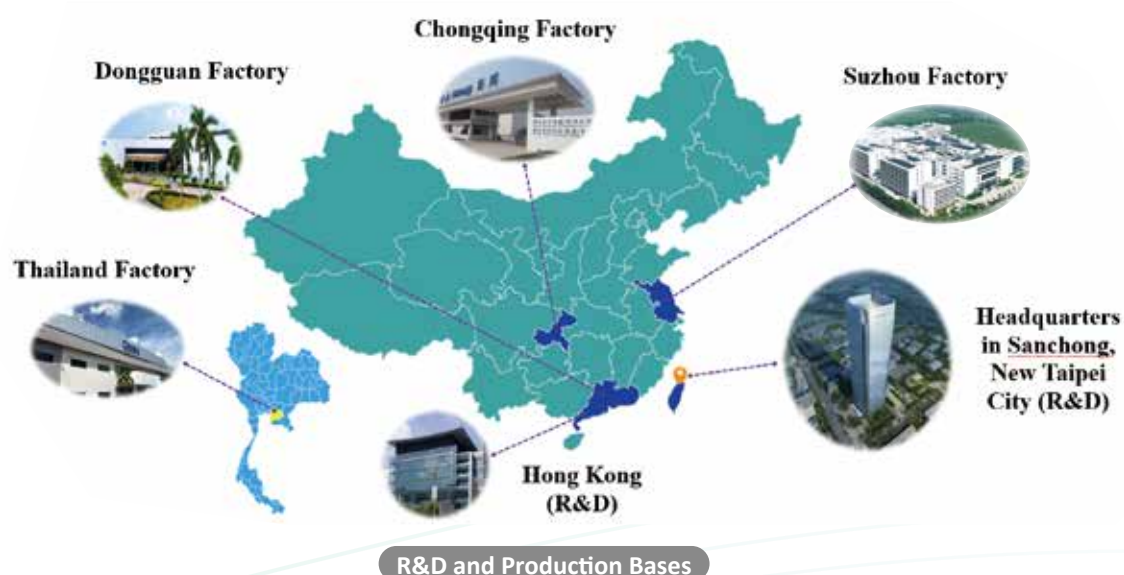 Chongqing Factory
Dongguan Factory
Suzhou Factory
Thailand Factory
Headquarters
in Sanchong,
New Taipei
City (R&D)
Hong Kong
(R&D)
R&D and Production Bases